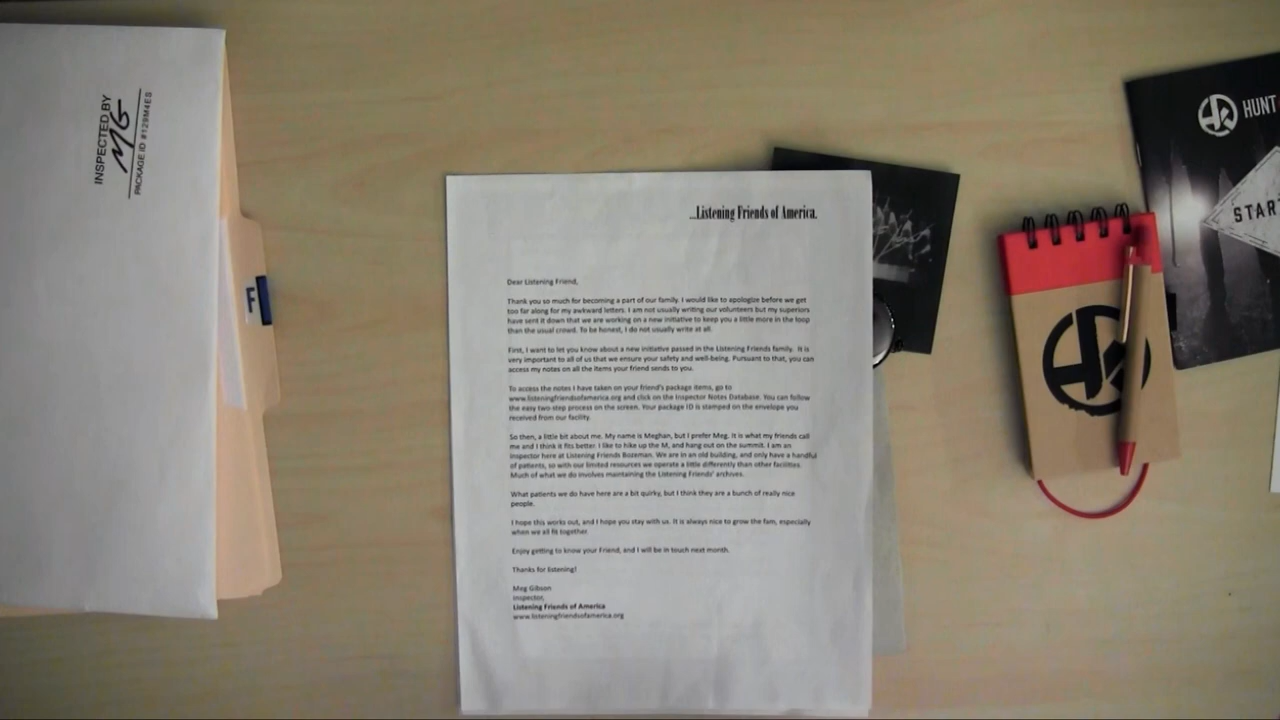 INSPECTED BY
MG
PACKAGE ID #129M4ES
F
...Listening Friends of America.
Dear Listening Friend,
Thank you so much for becoming a part of our family. I would like to apologize before we get
too far along for my awkward letters. I am not usually writing our volunteers but my superiors
have sent it down that we are working on a new initiative to keep you a little more in the loop
than the usual crowd. To be honest, I do not usually write at all.
First, I want to let you know about a new initiative passed in the Listening Friends family. It is
very important to all of us that we ensure your safety and well-being. Pursuant to that, you can
access my notes on all the items your friend sends to you.
To access the notes I have taken on your friend's package items, go to
www.listeningfriendsofamerica.org and click on the Inspector Notes Database. You can follow
the easy two step process on the screen. Your package ID is stamped on the envelope you
received from our facility.
So then, a little bit about me. My name is Meghan, but I prefer Meg. It is what my friends call
me and I think it fits better. I like to hike up the M, and hang out on the summit. I am an
inspector here at Listening Friends Bozeman. We are in an old building, and only have a handful
of patients, so with our limited resources we operate a little differently than other facilities.
Much of what we do involves maintaining the Listening Friends' archives.
What patients we do have here are a bit quirky, but I think they are a bunch of really nice
people.
I hope this works out, and I hope you stay with us. It is always nice to grow the fam, especially
when we all fit together.
Enjoy getting to know your Friend, and I will be in touch next month.
Thanks for listening!
Meg Gibson
Inspector,
Listening Friends of America
www.listeningfriendsofamerica.org
HUNT
START